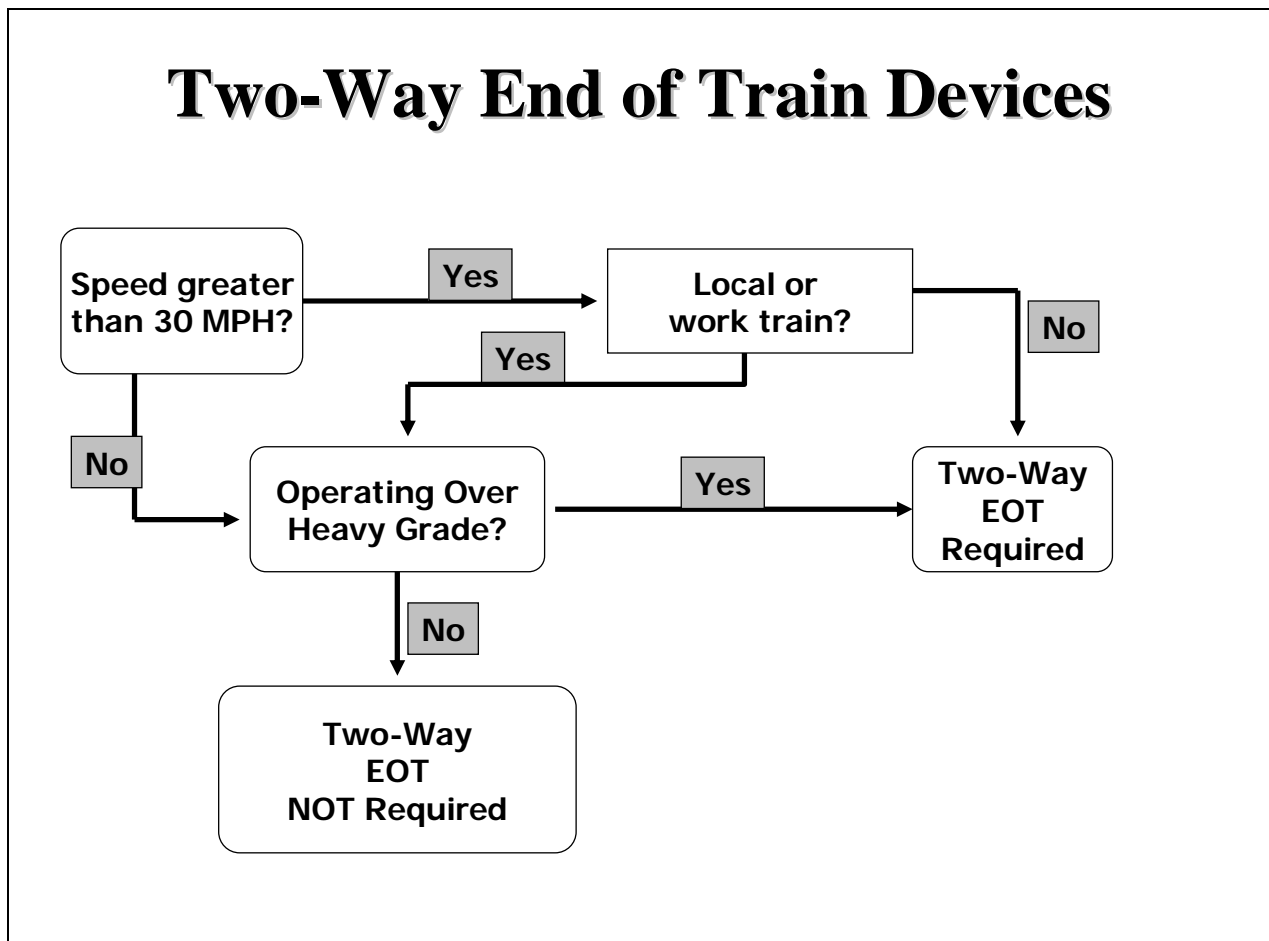 Two-Way End of Train Devices
Speed greater
than 30 MPH?
Yes
Local or
work train?
No
Yes
No
Operating Over
Heavy Grade?
Yes
Two-Way
EOT
Required
No
Two-Way
EOT
NOT Required